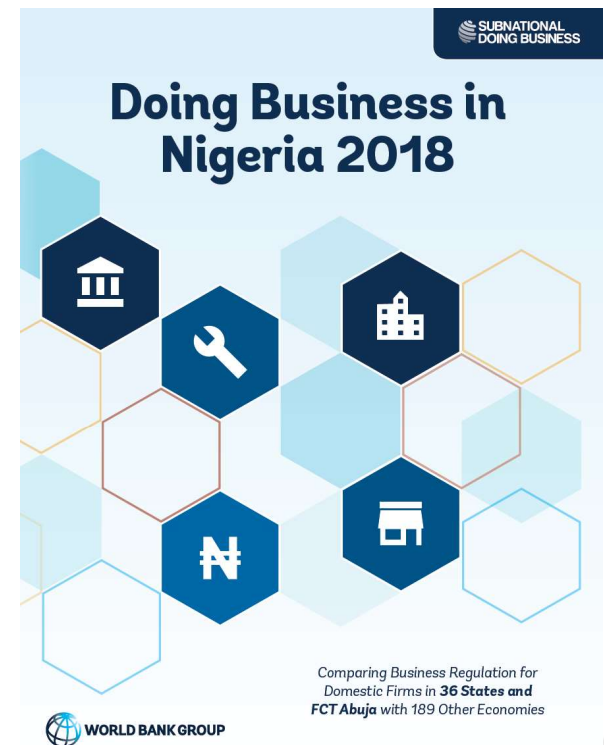 SUBNATIONAL
DOING BUSINESS
Doing Business in
Nigeria 2018
₦
Comparing Business Regulation for
Domestic Firms in 36 States and
FCT Abuja with 189 Other Economies
WORLD BANK GROUP